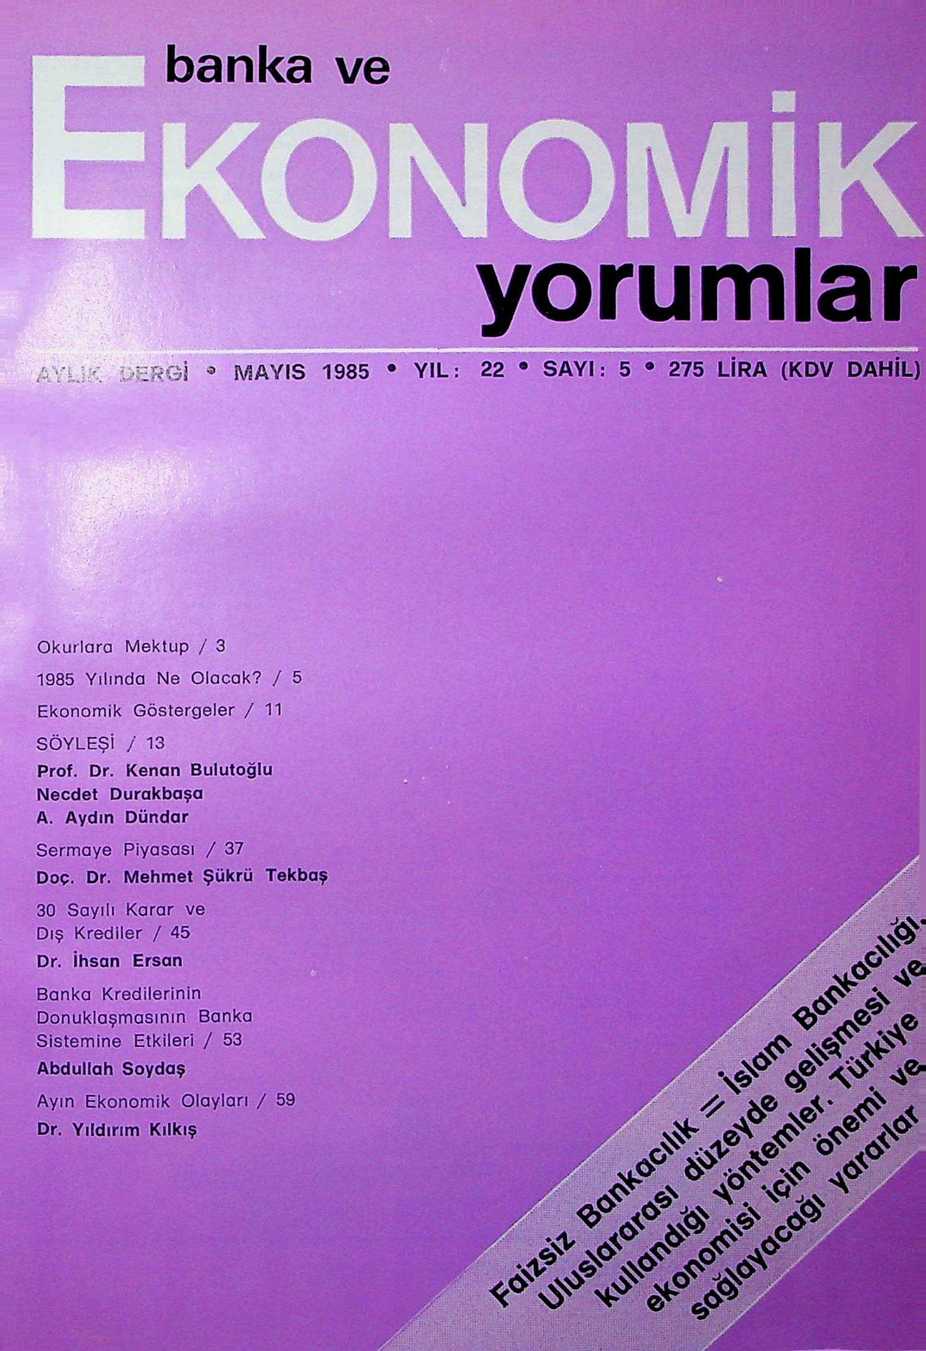 banka ve
EKONOMİK
yorumlar
AYLIK DERGİ • MAYIS 1985 • YIL: 22 • SAYI: 5 • 275 LİRA (KDV DAHİL)
Okurlara Mektup / 3
1985 Yılında Ne Olacak? / 5
Ekonomik Göstergeler / 11
SÖYLEŞİ / 13
Prof. Dr. Kenan Bulutoğlu
Necdet Durakbaşa
A. Aydın Dündar
Sermaye Piyasası / 37
Doç. Dr. Mehmet Şükrü Tekbaş
30 Sayılı Karar ve
Dış Krediler / 45
Dr. İhsan Ersan
Banka Kredilerinin
Donuklaşmasının Banka
Sistemine Etkileri / 53
Abdullah Soydaş
Ayın Ekonomik Olayları / 59
Dr. Yıldırım Kılkış
Faizsiz Bankacılık = İslam Bankacılığı.
Uluslararası düzeyde gelişmesi ve
kullandığı yöntemler. Türkiye
ekonomisi için önemi ve
sağlayacağı yararlar